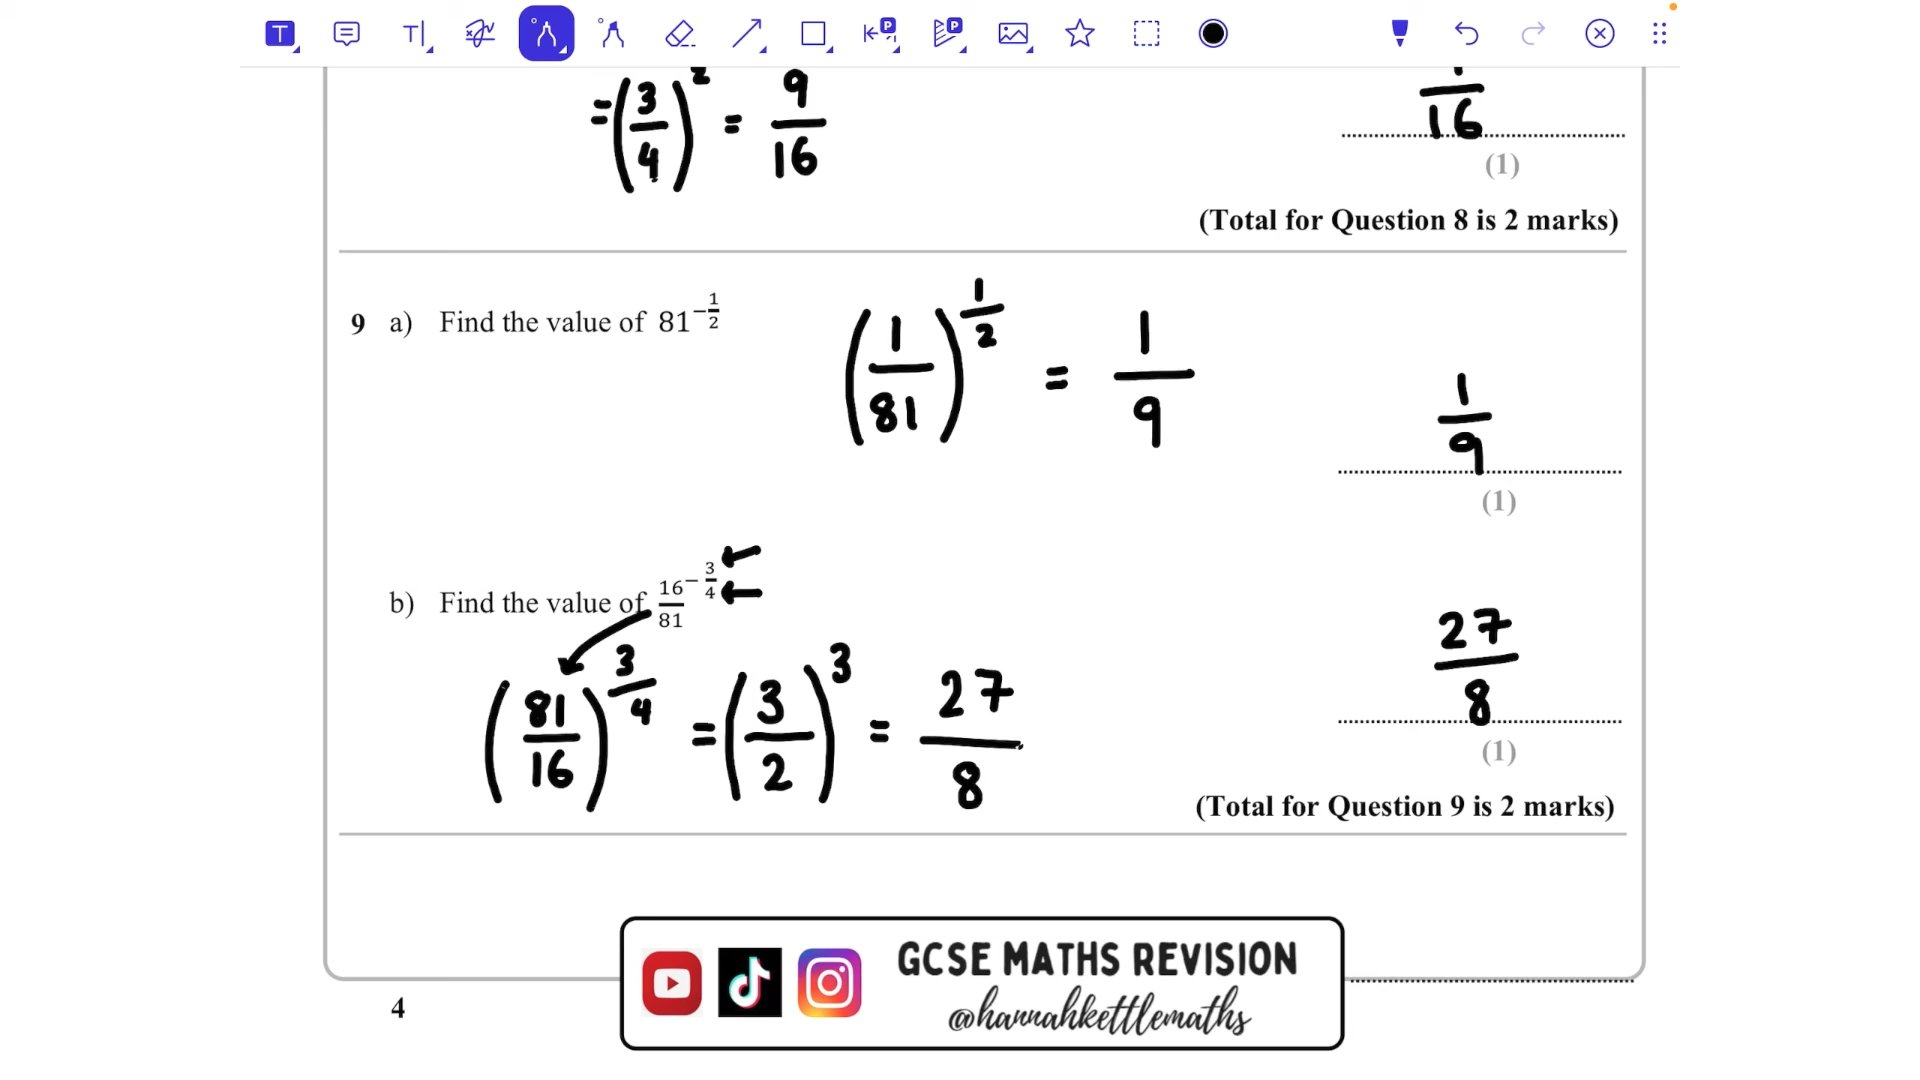 =(3/4)² = 9/16
1/16
(1)
(Total for Question 8 is 2 marks)
9 a) Find the value of 81^(-1/2)
(1/81)^(1/2) = 1/9
1/9
(1)
b) Find the value of 16/81^(-3/4)
(81/16)^(3/4) = (3/2)³ = 27/8
27/8
(1)
(Total for Question 9 is 2 marks)
GCSE MATHS REVISION
@hannahkettlemaths
4